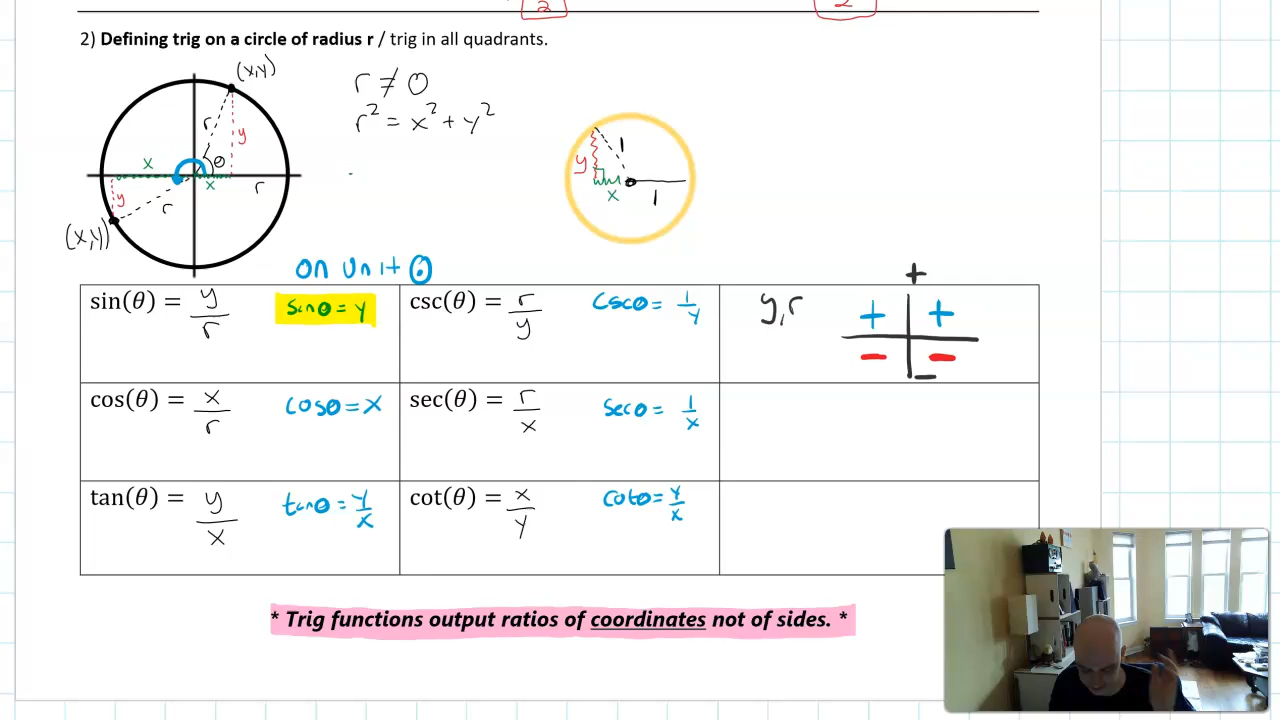 2
2
2) Defining trig on a circle of radius r / trig in all quadrants.
(x,y)
r ≠ 0
r² = x² + y²
r
y
θ
x
x
r
y
r
(x,y)
y
1
x
1
on unit
sin(θ) = y/r sinθ = y csc(θ) = r/y cscθ = 1/y y, r
+
+ +
- -
-
cos(θ) = x/r cosθ = x sec(θ) = r/x secθ = 1/x
tan(θ) = y/x tanθ = y/x cot(θ) = x/y cotθ = y/x
* Trig functions output ratios of coordinates not of sides. *